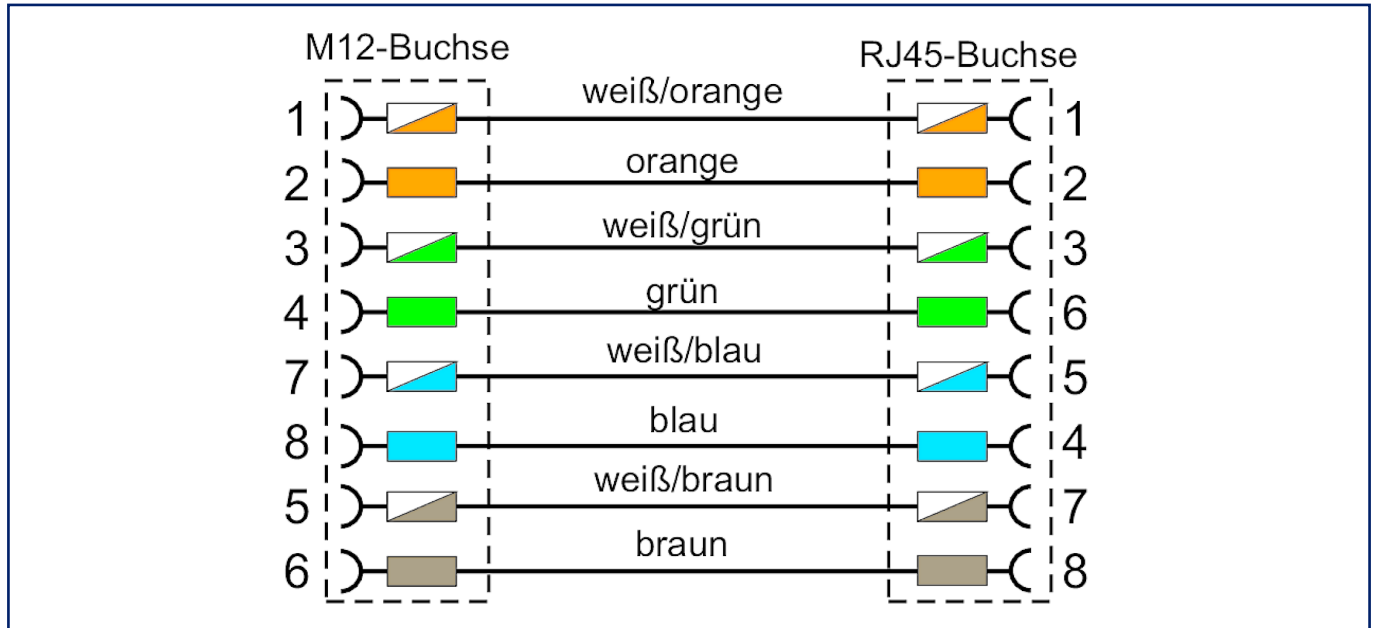 M12-Buchse RJ45-Buchse
1 weiß/orange 1
2 orange 2
3 weiß/grün 3
4 grün 6
7 weiß/blau 5
8 blau 4
5 weiß/braun 7
6 braun 8